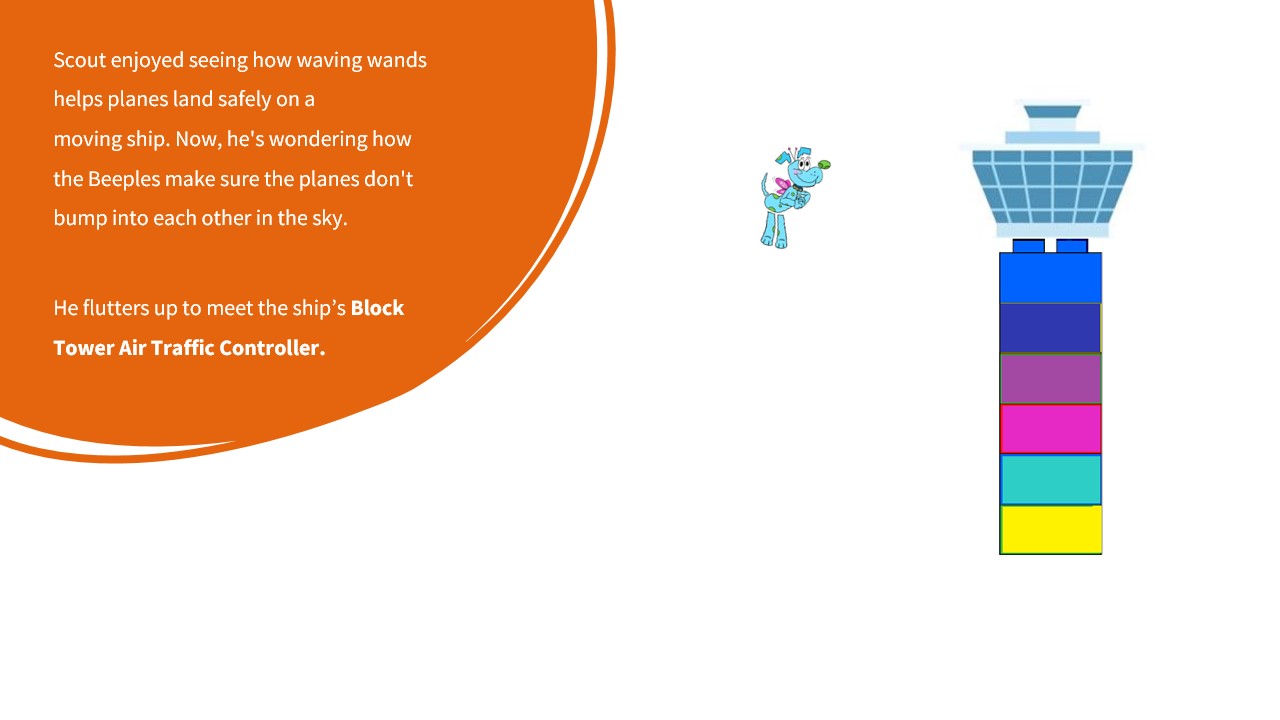 Scout enjoyed seeing how waving wands
helps planes land safely on a
moving ship. Now, he's wondering how
the Beeples make sure the planes don't
bump into each other in the sky.
He flutters up to meet the ship’s Block
Tower Air Traffic Controller.